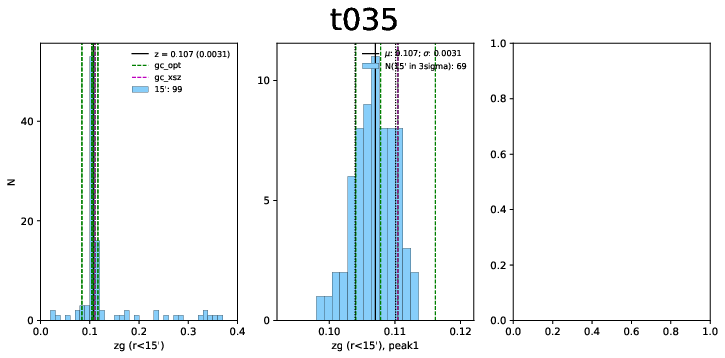 t035
z = 0.107 (0.0031)
gc_opt
gc_xsz
15': 99
N
40
20
0
0.0 0.1 0.2 0.3 0.4
zg (r<15')
μ: 0.107; σ: 0.0031
N(15' in 3sigma): 69
10
5
0
0.10 0.11 0.12
zg (r<15'), peak1
1.0
0.8
0.6
0.4
0.2
0.0
0.0 0.2 0.4 0.6 0.8 1.0